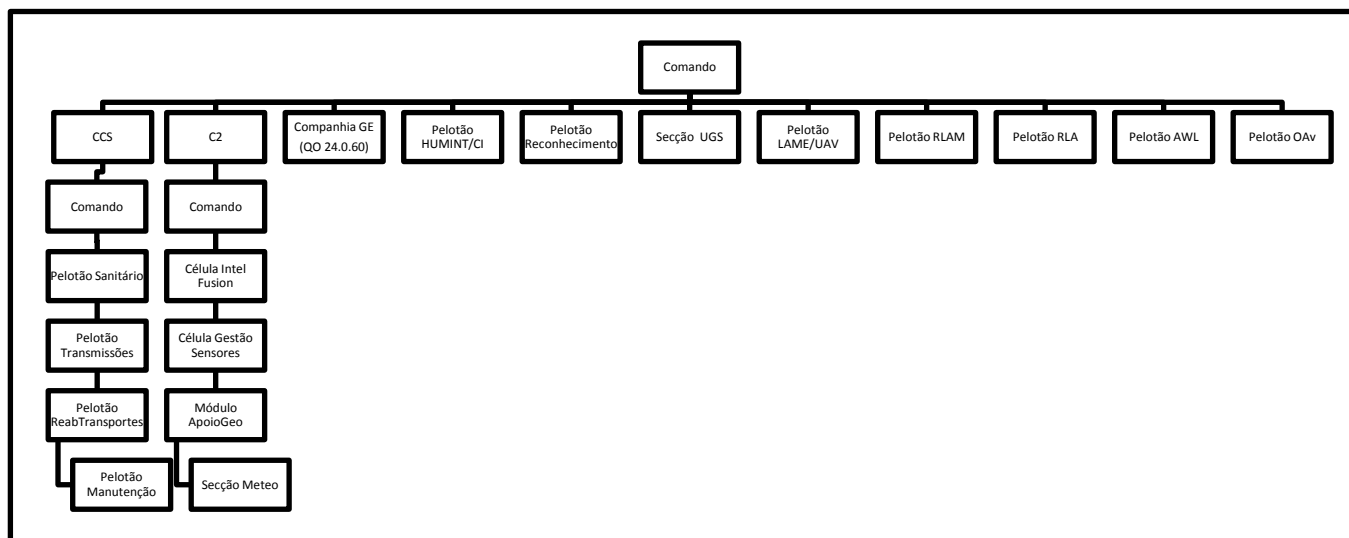 Comando
CCS
C2
Companhia GE
(QO 24.0.60)
Pelotão
HUMINT/CI
Pelotão
Reconhecimento
Secção UGS
Pelotão
LAME/UAV
Pelotão RLAM
Pelotão RLA
Pelotão AWL
Pelotão OAv
Comando
Comando
Pelotão Sanitário
Célula Intel
Fusion
Pelotão
Transmissões
Célula Gestão
Sensores
Pelotão
ReabTransportes
Módulo
ApoioGeo
Pelotão
Manutenção
Secção Meteo